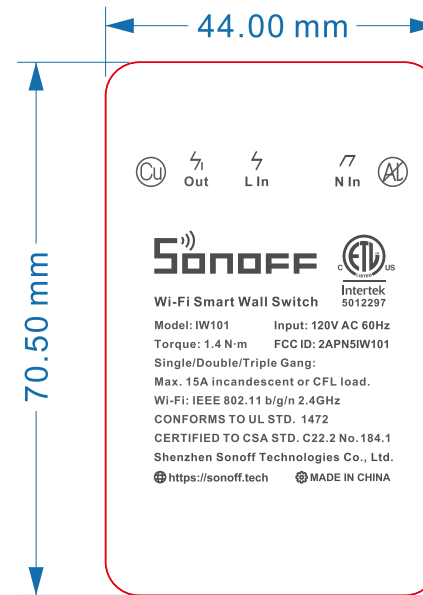 44.00 mm
70.50 mm
Cu
Out
L In
N In
AL
SONOFF
C ETL US
LISTED
Intertek
5012297
Wi-Fi Smart Wall Switch
Model: IW101 Input: 120V AC 60Hz
Torque: 1.4 N·m FCC ID: 2APN5IW101
Single/Double/Triple Gang:
Max. 15A incandescent or CFL load.
Wi-Fi: IEEE 802.11 b/g/n 2.4GHz
CONFORMS TO UL STD. 1472
CERTIFIED TO CSA STD. C22.2 No.184.1
Shenzhen Sonoff Technologies Co., Ltd.
https://sonoff.tech MADE IN CHINA